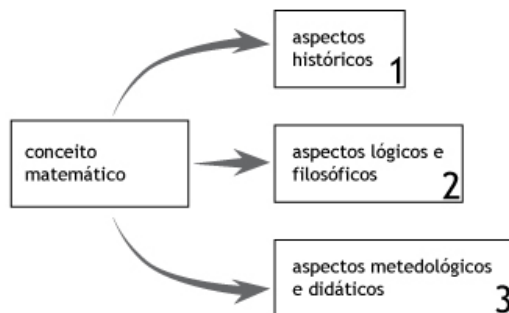 aspectos
históricos
1
conceito
matemático
aspectos lógicos e
filosóficos
2
aspectos metedológicos
e didáticos
3